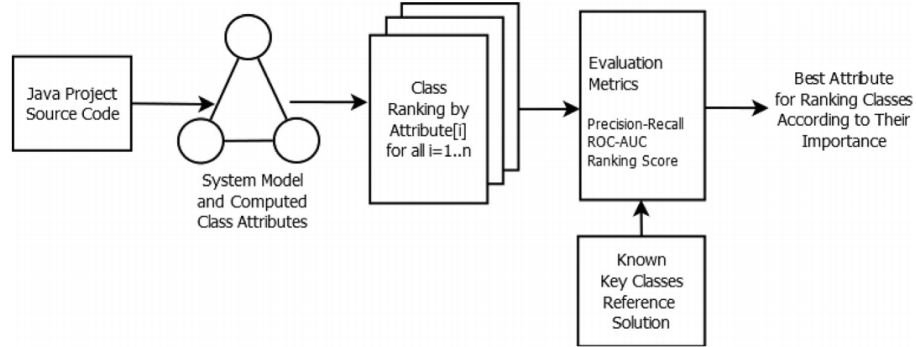 Java Project
Source Code
System Model
and Computed
Class Attributes
Class
Ranking by
Attribute[i]
for all i=1..n
Evaluation
Metrics
Precision-Recall
ROC-AUC
Ranking Score
Known
Key Classes
Reference
Solution
Best Attribute
for Ranking Classes
According to Their
Importance